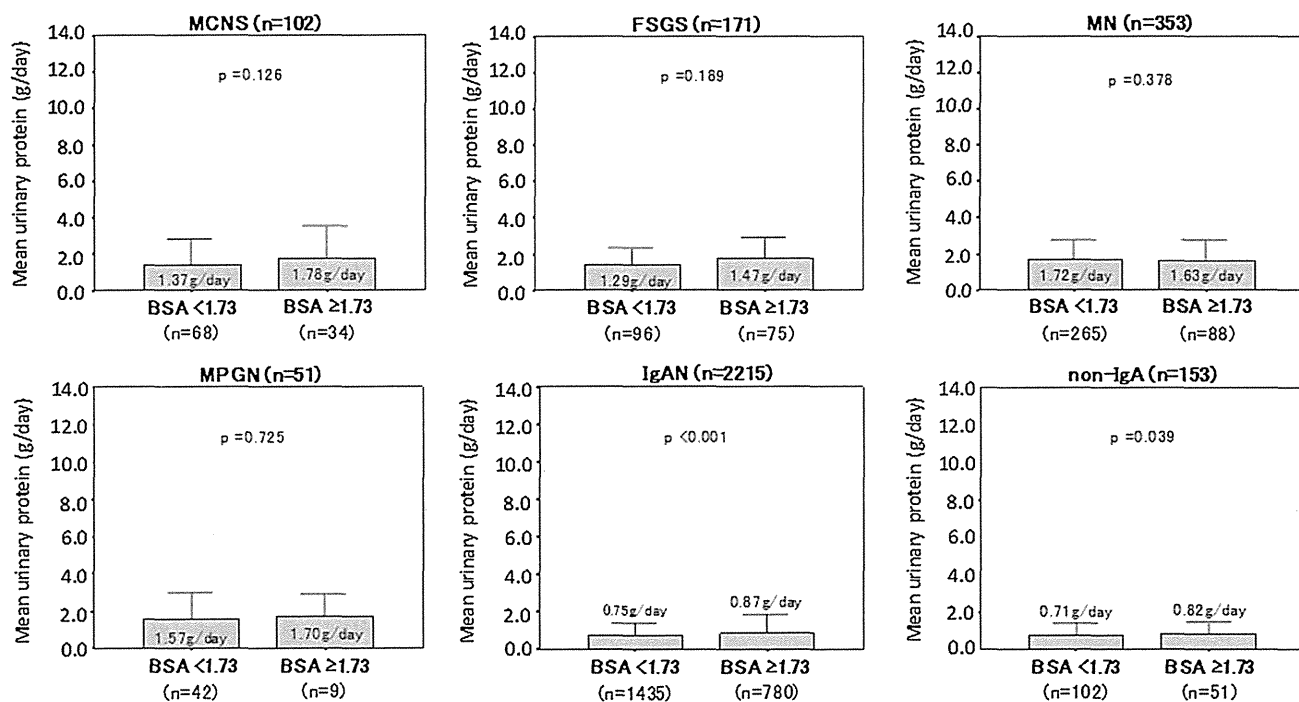 MCNS (n=102)
Mean urinary protein (g/day)
14.0
12.0
10.0
8.0
6.0
4.0
2.0
0.0
p =0.126
1.37g/day
1.78g/day
BSA <1.73
BSA ≥1.73
(n=68)
(n=34)
FSGS (n=171)
Mean urinary protein (g/day)
14.0
12.0
10.0
8.0
6.0
4.0
2.0
0.0
p =0.189
1.29g/day
1.47g/day
BSA <1.73
BSA ≥1.73
(n=96)
(n=75)
MN (n=353)
Mean urinary protein (g/day)
14.0
12.0
10.0
8.0
6.0
4.0
2.0
0.0
p =0.378
1.72g/day
1.63g/day
BSA <1.73
BSA ≥1.73
(n=265)
(n=88)
MPGN (n=51)
Mean urinary protein (g/day)
14.0
12.0
10.0
8.0
6.0
4.0
2.0
0.0
p =0.725
1.57g/day
1.70g/day
BSA <1.73
BSA ≥1.73
(n=42)
(n=9)
IgAN (n=2215)
Mean urinary protein (g/day)
14.0
12.0
10.0
8.0
6.0
4.0
2.0
0.0
p <0.001
0.75g/day
0.87g/day
BSA <1.73
BSA ≥1.73
(n=1435)
(n=780)
non-IgA (n=153)
Mean urinary protein (g/day)
14.0
12.0
10.0
8.0
6.0
4.0
2.0
0.0
p =0.039
0.71g/day
0.82g/day
BSA <1.73
BSA ≥1.73
(n=102)
(n=51)